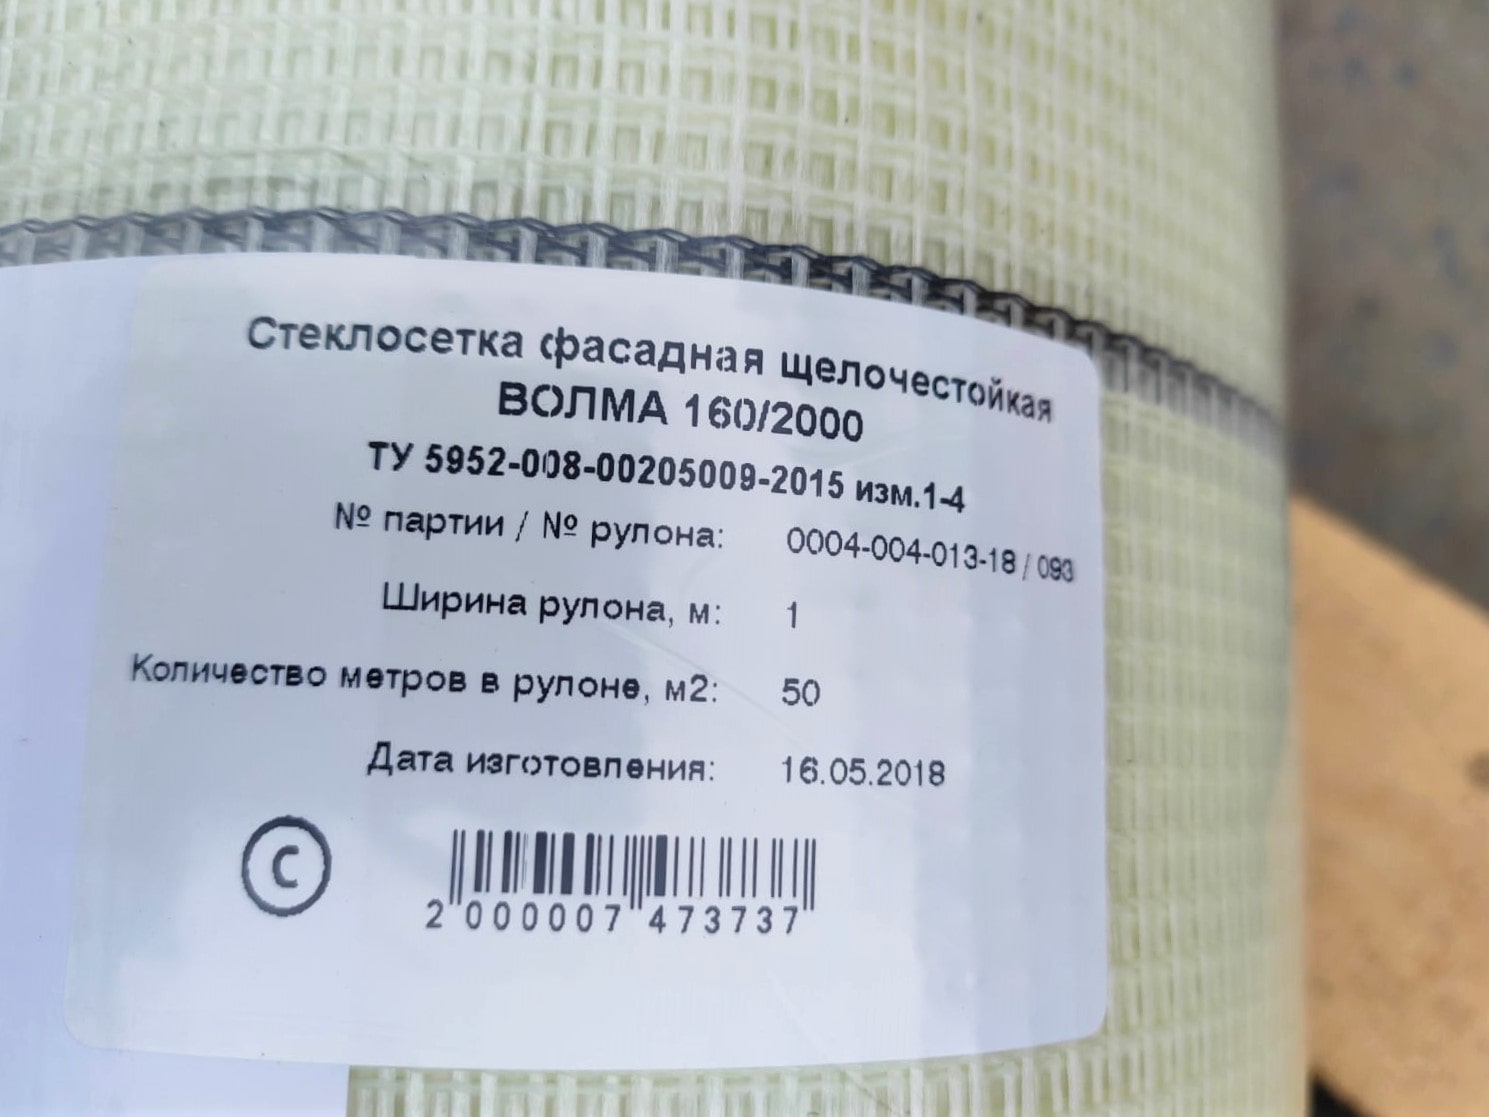 Стеклосетка фасадная щелочестойкая
ВОЛМА 160/2000
ТУ 5952-008-00205009-2015 изм.1-4
№ партии / № рулона: 0004-004-013-18 / 093
Ширина рулона, м: 1
Количество метров в рулоне, м2: 50
Дата изготовления: 16.05.2018
С
2 000007 473737